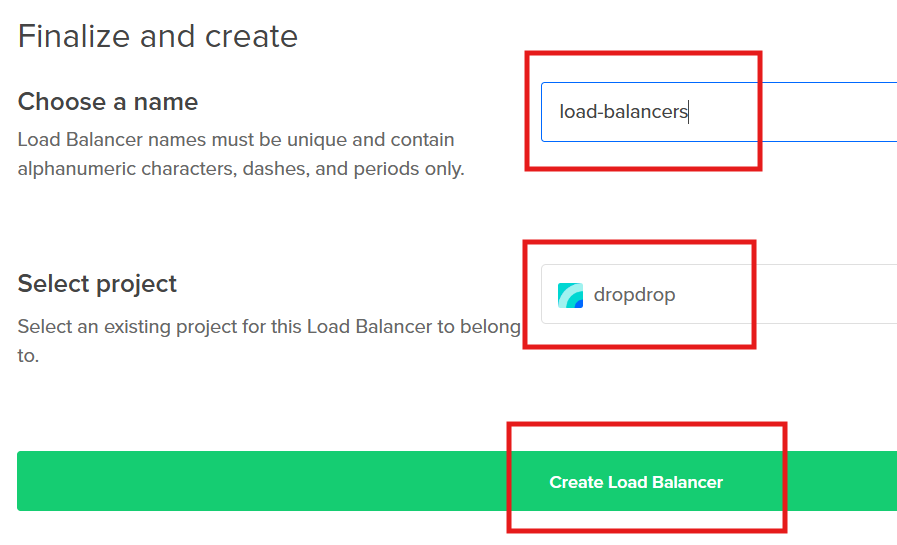 Finalize and create
Choose a name
Load Balancer names must be unique and contain
alphanumeric characters, dashes, and periods only.
load-balancers
Select project
Select an existing project for this Load Balancer to belong
to.
dropdrop
Create Load Balancer